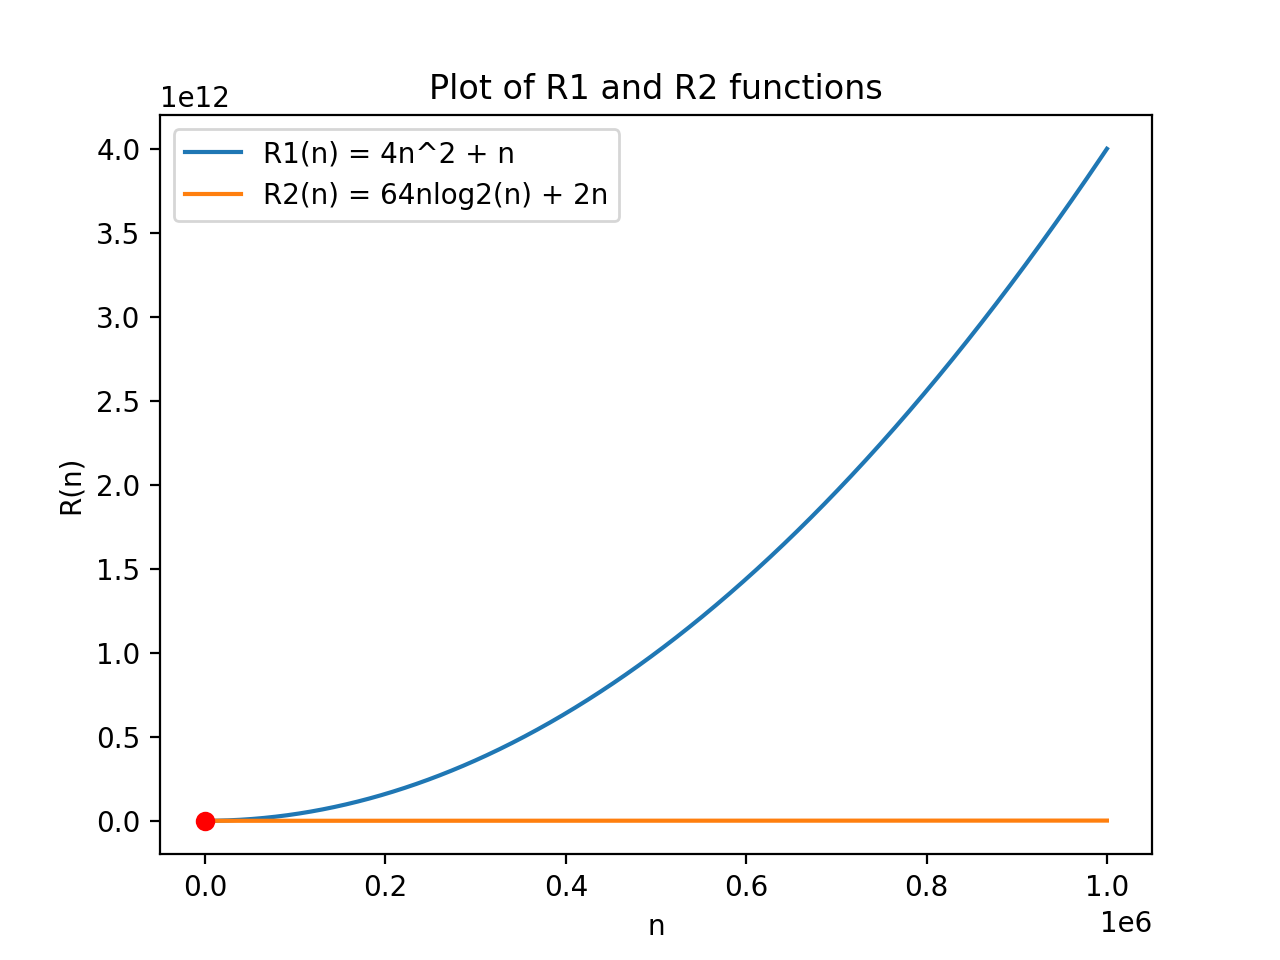 Plot of R1 and R2 functions
1e12
R1(n) = 4n^2 + n
R2(n) = 64nlog2(n) + 2n
4.0
3.5
3.0
2.5
2.0
1.5
1.0
0.5
0.0
R(n)
0.0 0.2 0.4 0.6 0.8 1.0
1e6
n